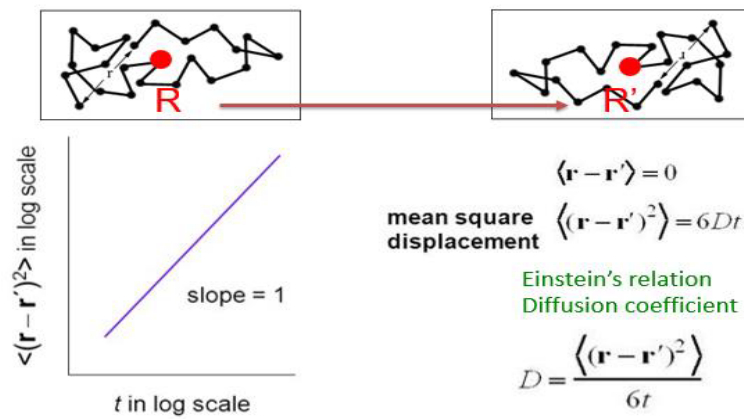 r
R
r
R'
<(r – r')²> in log scale
slope = 1
t in log scale
⟨r – r'⟩ = 0
mean square
displacement ⟨(r – r')²⟩ = 6Dt
Einstein's relation
Diffusion coefficient
D = ⟨(r – r')²⟩ / 6t